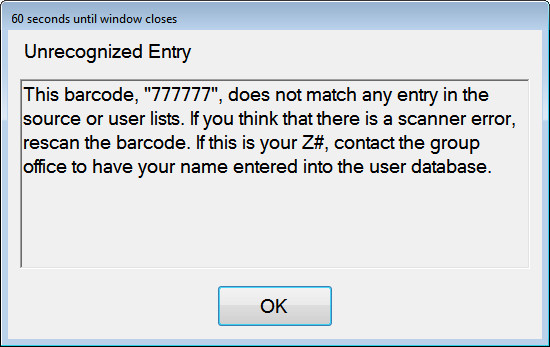 60 seconds until window closes
Unrecognized Entry
This barcode, "777777", does not match any entry in the
source or user lists. If you think that there is a scanner error,
rescan the barcode. If this is your Z#, contact the group
office to have your name entered into the user database.
OK